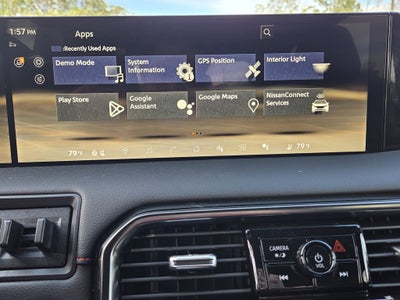 1:57 PM
Apps
:Recently Used Apps
Demo Mode
System
Information
GPS Position
Interior Light
Play Store
Google
Assistant
Google Maps
NissanConnect
Services
79°F
79°F
CAMERA
VOL